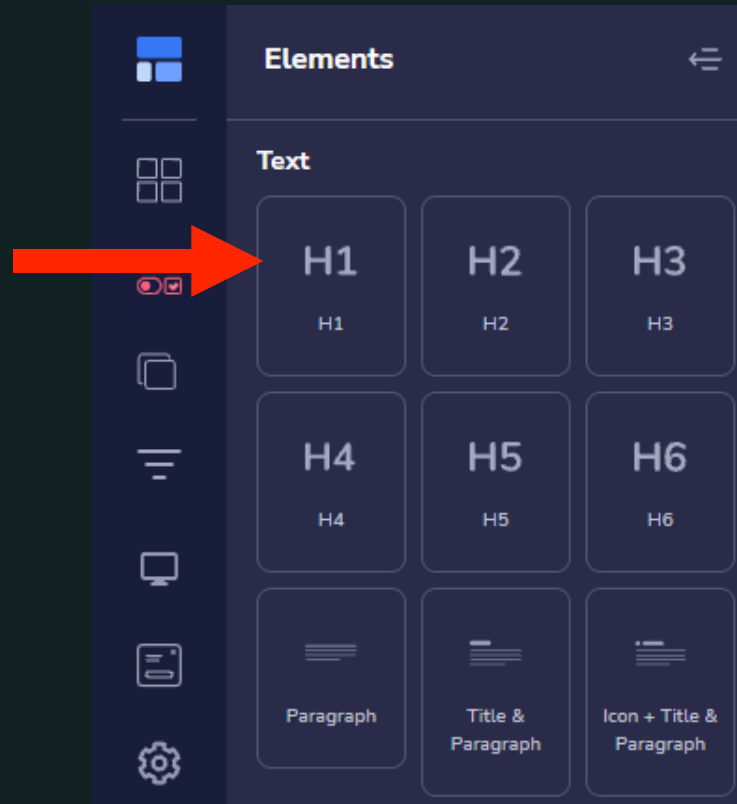 Elements
Text
H1 H2 H3
H1 H2 H3
H4 H5 H6
H4 H5 H6
Paragraph
Title &
Paragraph
Icon + Title &
Paragraph